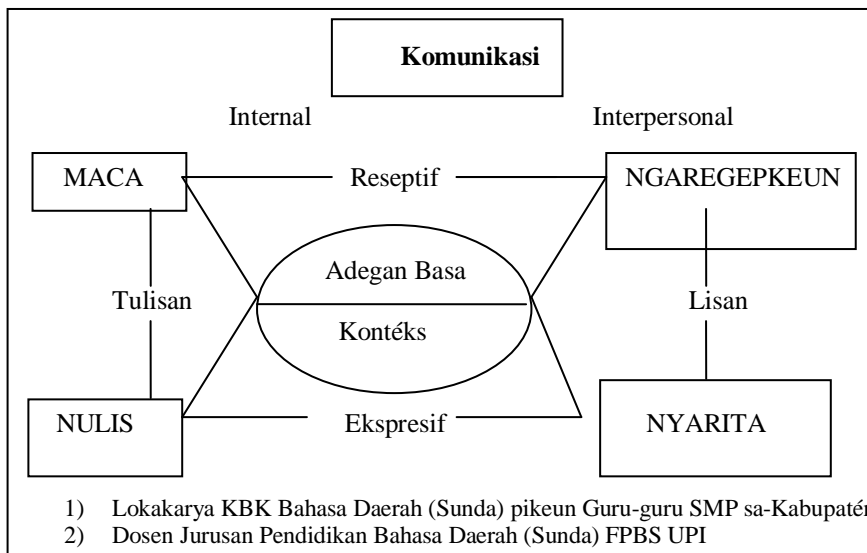 Komunikasi
Internal Interpersonal
MACA Reseptif NGAREGEPKEUN
Adegan Basa
Tulisan Lisan
Kontéks
NULIS Ekspresif NYARITA
1) Lokakarya KBK Bahasa Daerah (Sunda) pikeun Guru-guru SMP sa-Kabupatén
2) Dosen Jurusan Pendidikan Bahasa Daerah (Sunda) FPBS UPI